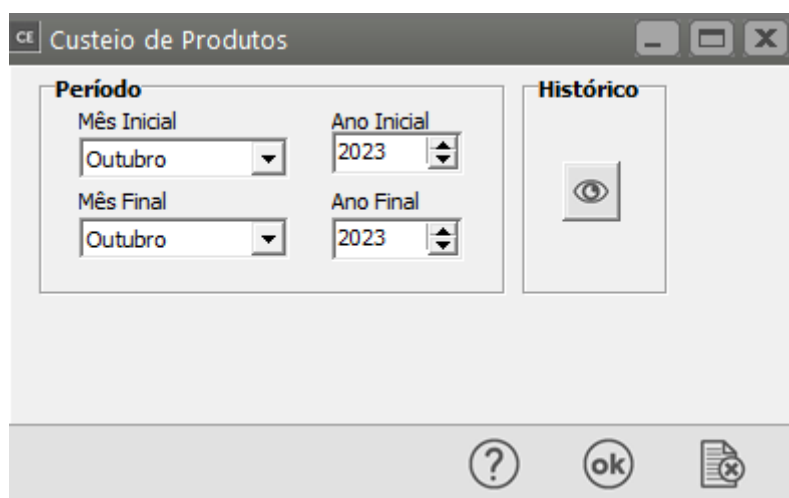 CE Custeio de Produtos
Período
Histórico
Mês Inicial
Ano Inicial
Outubro
2023
Mês Final
Ano Final
Outubro
2023
?
ok